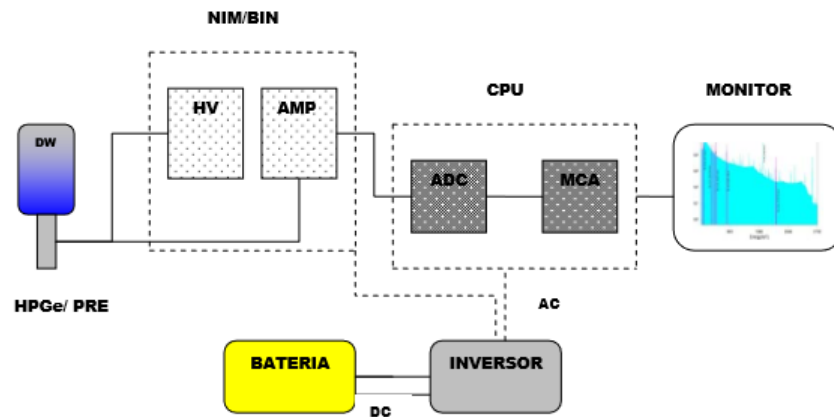 NIM/BIN
HV
AMP
CPU
MONITOR
DW
ADC
MCA
HPGe/ PRE
AC
BATERIA
INVERSOR
DC